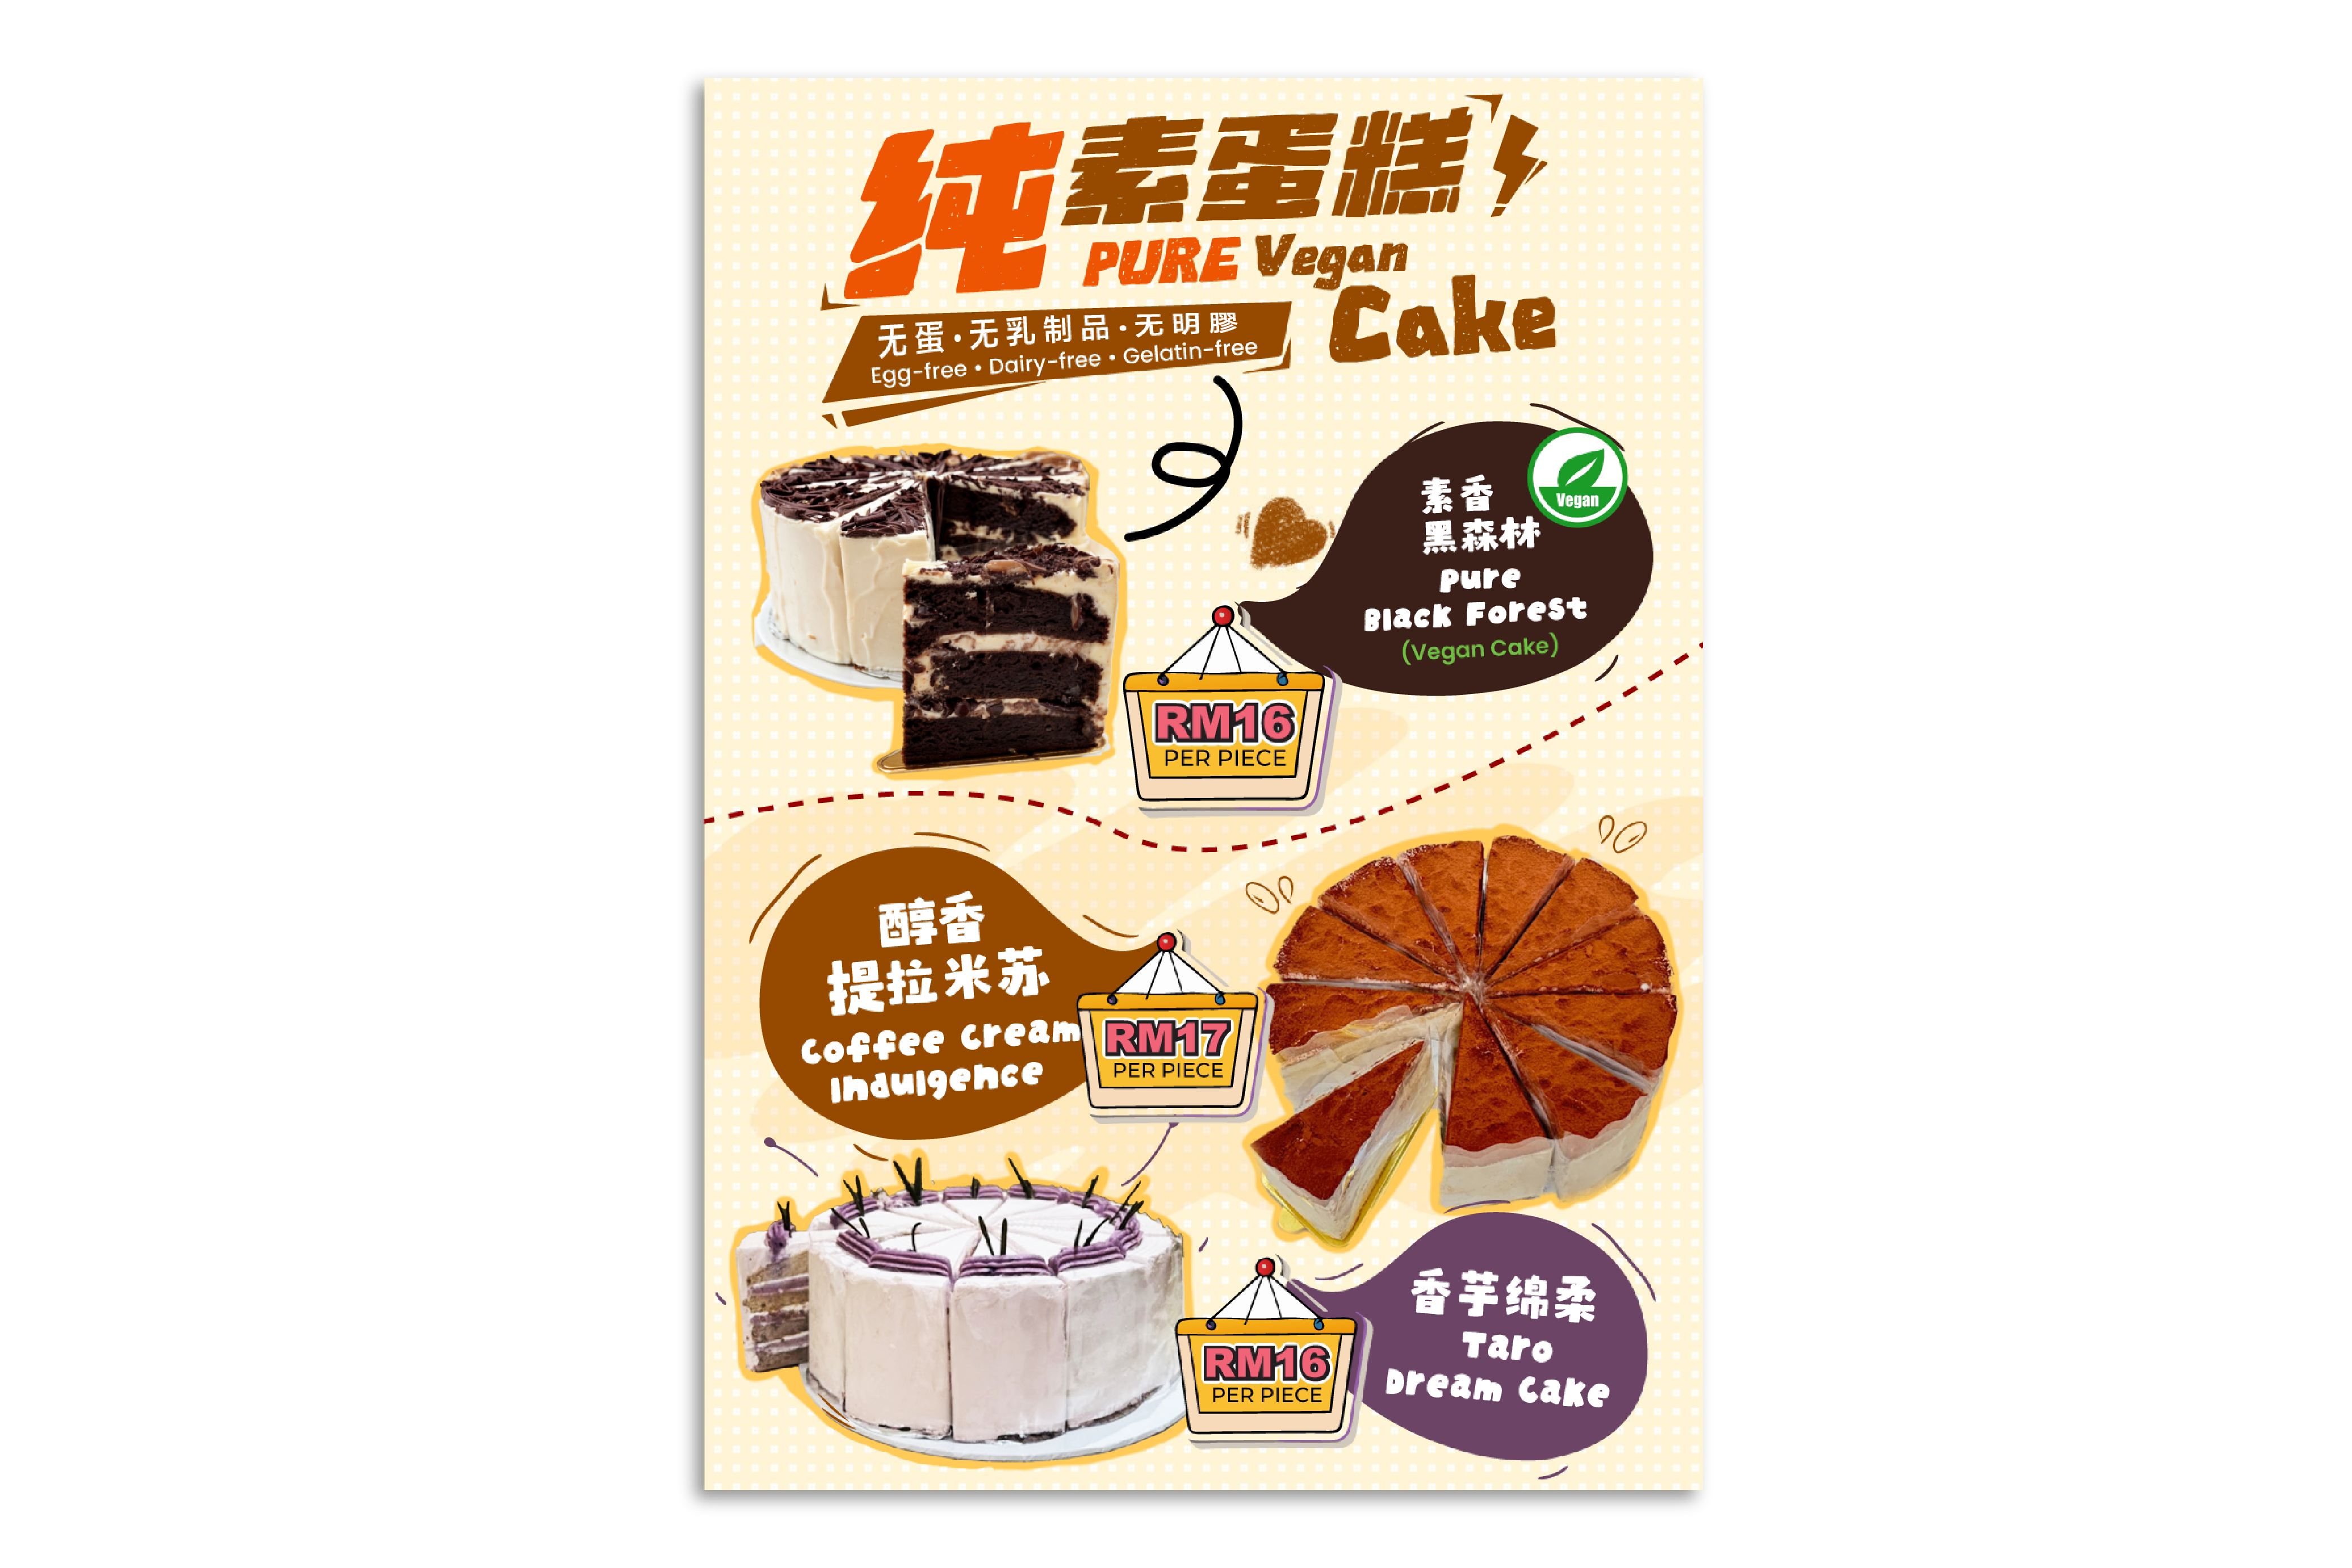 纯素蛋糕
PURE Vegan
Cake
无蛋·无乳制品·无明膠
Egg-free • Dairy-free • Gelatin-free
Vegan
素香
黑森林
Pure
Black Forest
(Vegan Cake)
RM16
PER PIECE
醇香
提拉米苏
Coffee Cream
Indulgence
RM17
PER PIECE
香芋绵柔
Taro
Dream Cake
RM16
PER PIECE